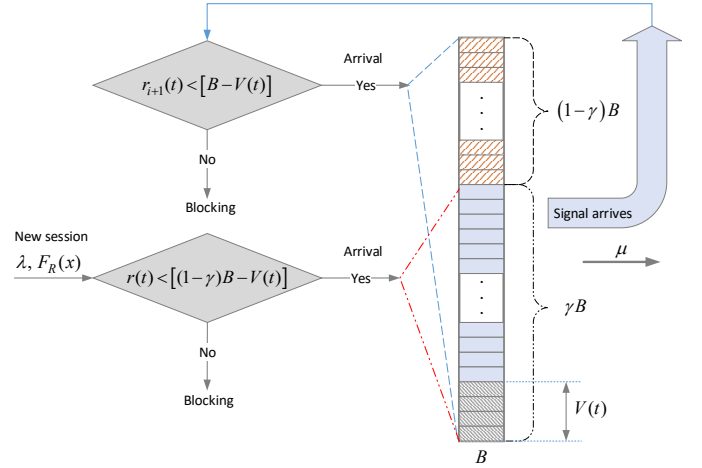 r_{i+1}(t) < [B − V(t)]
Arrival
Yes
No
Blocking
(1−γ)B
Signal arrives
New session
λ, F_R(x)
r(t) < [(1−γ)B − V(t)]
Arrival
Yes
No
Blocking
μ
γB
V(t)
B